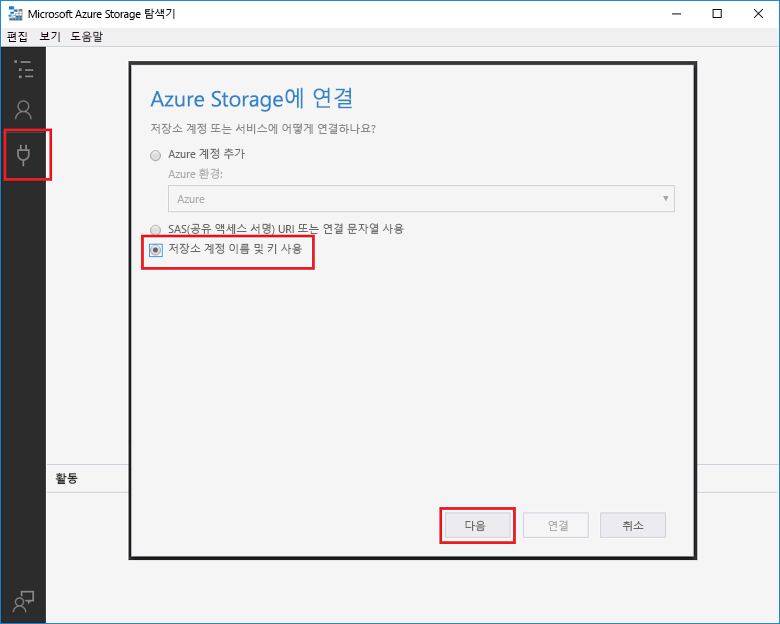 Microsoft Azure Storage 탐색기
편집 보기 도움말
Azure Storage에 연결
저장소 계정 또는 서비스에 어떻게 연결하나요?
Azure 계정 추가
Azure 환경:
Azure
SAS(공유 액세스 서명) URI 또는 연결 문자열 사용
저장소 계정 이름 및 키 사용
활동
다음 연결 취소